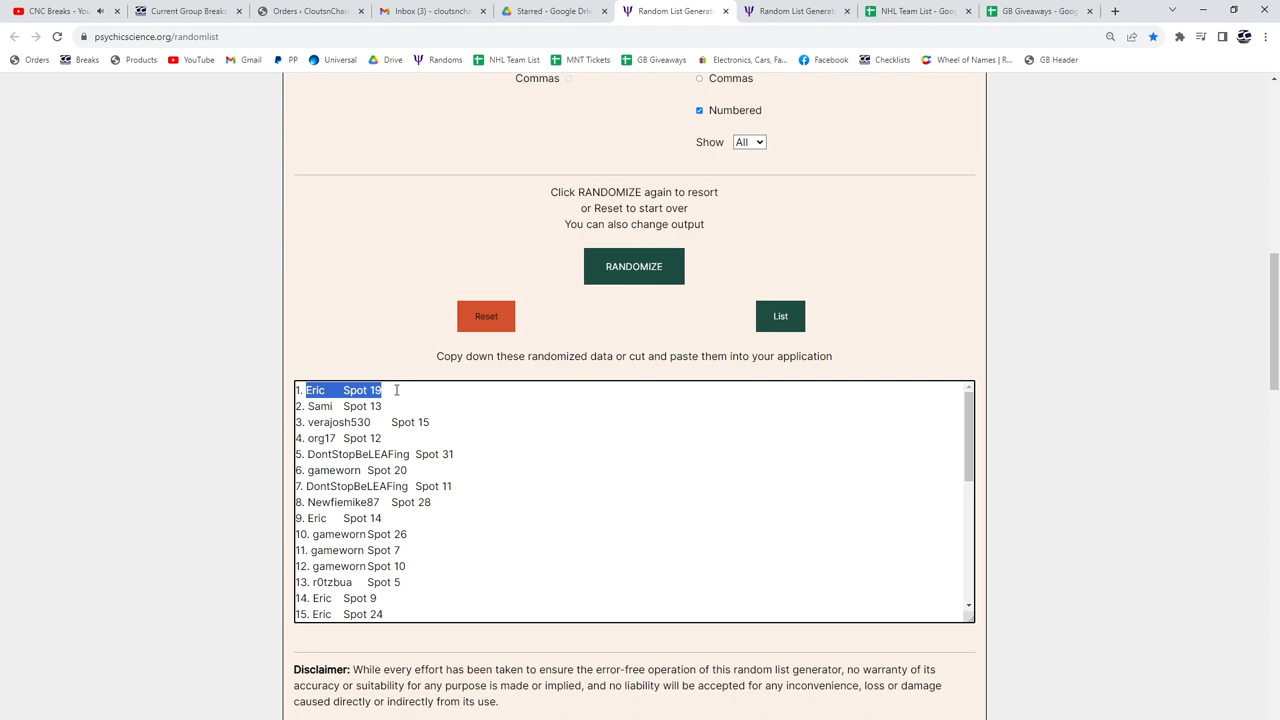 CNC Breaks - You
Current Group Breaks
Orders < CloutsnChar
Inbox (3) - cloutsnch
Starred - Google Driv
Random List Generat
Random List Generat
NHL Team List - Goog
GB Giveaways - Goog
psychicscience.org/randomlist
Orders
Breaks
Products
YouTube
Gmail
PP
Universal
Drive
Randoms
NHL Team List
MNT Tickets
GB Giveaways
Electronics, Cars, Fa...
Facebook
Checklists
Wheel of Names | R...
GB Header
Commas
Commas
Numbered
Show All
Click RANDOMIZE again to resort
or Reset to start over
You can also change output
RANDOMIZE
Reset
List
Copy down these randomized data or cut and paste them into your application
1. Eric Spot 19
2. Sami Spot 13
3. verajosh530 Spot 15
4. org17 Spot 12
5. DontStopBeLEAFing Spot 31
6. gameworn Spot 20
7. DontStopBeLEAFing Spot 11
8. Newfiemike87 Spot 28
9. Eric Spot 14
10. gameworn Spot 26
11. gameworn Spot 7
12. gameworn Spot 10
13. r0tzbua Spot 5
14. Eric Spot 9
15. Eric Spot 24
Disclaimer: While every effort has been taken to ensure the error-free operation of this random list generator, no warranty of its
accuracy or suitability for any purpose is made or implied, and no liability will be accepted for any inconvenience, loss or damage
caused directly or indirectly from its use.